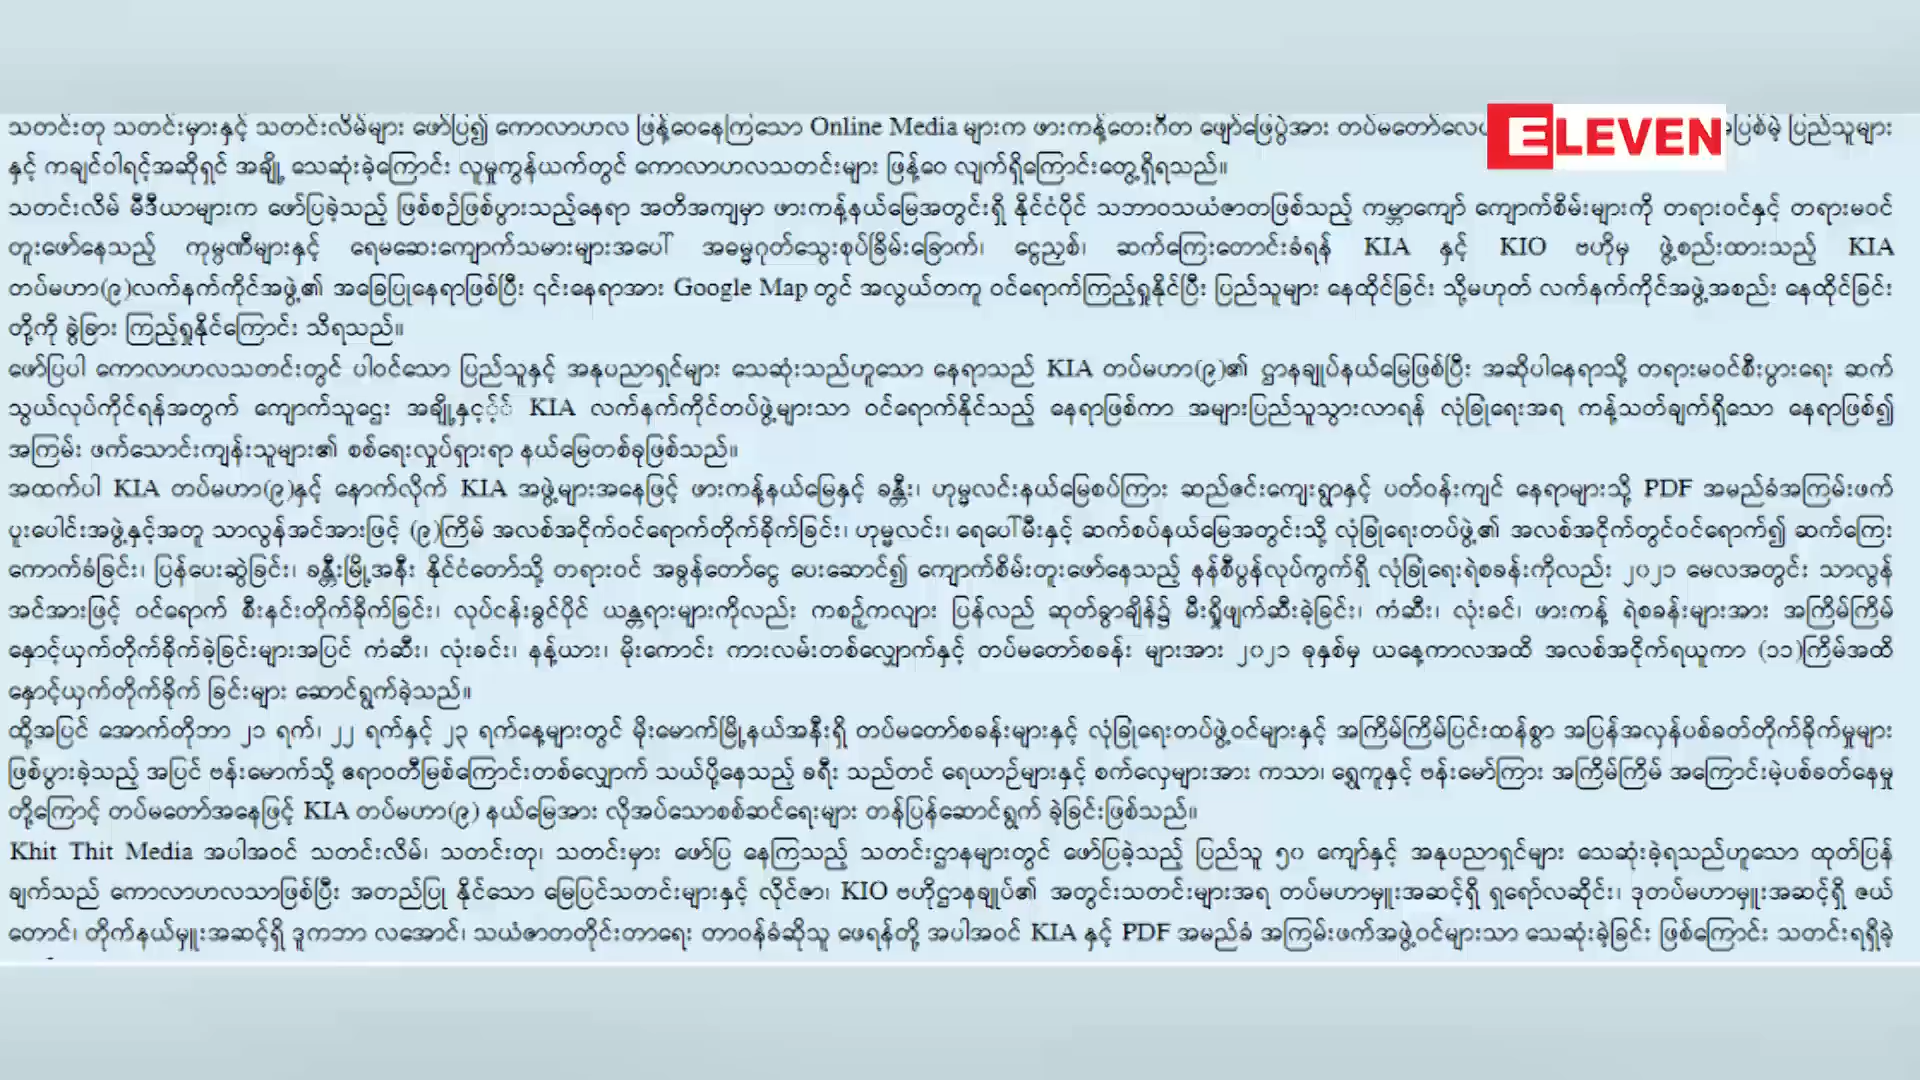 သတင်းတု သတင်းမှားနှင့် သတင်းလိမ်များ ဖော်ပြ၍ ကောလာဟလ ဖြန့်ဝေနေကြသော Online Media များက ဖားကန့်တေးဂီတ ဖျော်ဖြေပွဲအား ပြည်သူများ
ELEVEN
နှင့် ကချင်ဝါရင့်အဆိုရှင် အချို့ သေဆုံးခဲ့ကြောင်း လူမှုကွန်ယက်တွင် ကောလာဟလသတင်းများ ဖြန့်ဝေ လျက်ရှိကြောင်းတွေ့ရှိရသည်။
သတင်းလိမ် မီဒီယာများက ဖော်ပြခဲ့သည့် ဖြစ်စဉ်ဖြစ်ပွားသည့်နေရာ အတိအကျမှာ ဖားကန့်နယ်မြေအတွင်းရှိ နိုင်ငံပိုင် သဘာဝသယံဇာတဖြစ်သည့် ကမ္ဘာကျော် ကျောက်စိမ်းများကို တရားဝင်နှင့် တရားမဝင်
တူးဖော်နေသည့် ကုမ္ပဏီများနှင့် ရေမဆေးကျောက်သမားများအပေါ် အဓမ္မဂုတ်သွေးစုပ်ခြိမ်းခြောက်၊ ငွေညှစ်၊ ဆက်ကြေးတောင်းခံရန် KIA နှင့် KIO ဗဟိုမှ ဖွဲ့စည်းထားသည့် KIA
တပ်မဟာ(၉)လက်နက်ကိုင်အဖွဲ့၏ အခြေပြုနေရာဖြစ်ပြီး ၎င်းနေရာအား Google Map တွင် အလွယ်တကူ ဝင်ရောက်ကြည့်ရှုနိုင်ပြီး ပြည်သူများ နေထိုင်ခြင်း သို့မဟုတ် လက်နက်ကိုင်အဖွဲ့အစည်း နေထိုင်ခြင်း
တို့ကို ခွဲခြား ကြည့်ရှုနိုင်ကြောင်း သိရသည်။
ဖော်ပြပါ ကောလာဟလသတင်းတွင် ပါဝင်သော ပြည်သူနှင့် အနုပညာရှင်များ သေဆုံးသည်ဟူသော နေရာသည် KIA တပ်မဟာ(၉)၏ ဌာနချုပ်နယ်မြေဖြစ်ပြီး အဆိုပါနေရာသို့ တရားမဝင်စီးပွားရေး ဆက်
သွယ်လုပ်ကိုင်ရန်အတွက် ကျောက်သူဌေး အချို့နှင့် KIA လက်နက်ကိုင်တပ်ဖွဲ့များသာ ဝင်ရောက်နိုင်သည့် နေရာဖြစ်ကာ အများပြည်သူသွားလာရန် လုံခြုံရေးအရ ကန့်သတ်ချက်ရှိသော နေရာဖြစ်၍
အကြမ်း ဖက်သောင်းကျန်းသူများ၏ စစ်ရေးလှုပ်ရှားရာ နယ်မြေတစ်ခုဖြစ်သည်။
အထက်ပါ KIA တပ်မဟာ(၉)နှင့် နောက်လိုက် KIA အဖွဲ့များအနေဖြင့် ဖားကန့်နယ်မြေနှင့် ခန္တီး၊ ဟုမ္မလင်းနယ်မြေစပ်ကြား ဆည်ဇင်းကျေးရွာနှင့် ပတ်ဝန်းကျင် နေရာများသို့ PDF အမည်ခံအကြမ်းဖက်
ပူးပေါင်းအဖွဲ့နှင့်အတူ သာလွန်အင်အားဖြင့် (၉)ကြိမ် အလစ်အငိုက်ဝင်ရောက်တိုက်ခိုက်ခြင်း၊ ဟုမ္မလင်း၊ ရေပေါ်မီးနှင့် ဆက်စပ်နယ်မြေအတွင်းသို့ လုံခြုံရေးတပ်ဖွဲ့၏ အလစ်အငိုက်တွင်ဝင်ရောက်၍ ဆက်ကြေး
ကောက်ခံခြင်း၊ ပြန်ပေးဆွဲခြင်း၊ ခန္တီးမြို့အနီး နိုင်ငံတော်သို့ တရားဝင် အခွန်တော်ငွေ ပေးဆောင်၍ ကျောက်စိမ်းတူးဖော်နေသည့် နန်စီပွန်လုပ်ကွက်ရှိ လုံခြုံရေးရဲစခန်းကိုလည်း ၂၀၂၁ မေလအတွင်း သာလွန်
အင်အားဖြင့် ဝင်ရောက် စီးနင်းတိုက်ခိုက်ခြင်း၊ လုပ်ငန်းခွင်ပိုင် ယန္တရားများကိုလည်း ကစဉ့်ကလျား ပြန်လည် ဆုတ်ခွာချိန်၌ မီးရှို့ဖျက်ဆီးခဲ့ခြင်း၊ ကံဆီး၊ လုံးခင်၊ ဖားကန့် ရဲစခန်းများအား အကြိမ်ကြိမ်
နှောင့်ယှက်တိုက်ခိုက်ခဲ့ခြင်းများအပြင် ကံဆီး၊ လုံးခင်း၊ နန့်ယား၊ မိုးကောင်း ကားလမ်းတစ်လျှောက်နှင့် တပ်မတော်စခန်း များအား ၂၀၂၁ ခုနှစ်မှ ယနေ့ကာလအထိ အလစ်အငိုက်ရယူကာ (၁၁)ကြိမ်အထိ
နှောင့်ယှက်တိုက်ခိုက် ခြင်းများ ဆောင်ရွက်ခဲ့သည်။
ထို့အပြင် အောက်တိုဘာ ၂၁ ရက်၊ ၂၂ ရက်နှင့် ၂၃ ရက်နေ့များတွင် မိုးမောက်မြို့နယ်အနီးရှိ တပ်မတော်စခန်းများနှင့် လုံခြုံရေးတပ်ဖွဲ့ဝင်များနှင့် အကြိမ်ကြိမ်ပြင်းထန်စွာ အပြန်အလှန်ပစ်ခတ်တိုက်ခိုက်မှုများ
ဖြစ်ပွားခဲ့သည့် အပြင် ဗန်းမောက်သို့ ဧရာဝတီမြစ်ကြောင်းတစ်လျှောက် သယ်ပို့နေသည့် ခရီး သည်တင် ရေယာဉ်များနှင့် စက်လှေများအား ကသာ၊ ရွှေကူနှင့် ဗန်းမော်ကြား အကြိမ်ကြိမ် အကြောင်းမဲ့ပစ်ခတ်နေမှု
တို့ကြောင့် တပ်မတော်အနေဖြင့် KIA တပ်မဟာ(၉) နယ်မြေအား လိုအပ်သောစစ်ဆင်ရေးများ တန်ပြန်ဆောင်ရွက် ခဲ့ခြင်းဖြစ်သည်။
Khit Thit Media အပါအဝင် သတင်းလိမ်၊ သတင်းတု၊ သတင်းမှား ဖော်ပြ နေကြသည့် သတင်းဌာနများတွင် ဖော်ပြခဲ့သည့် ပြည်သူ ၅၀ ကျော်နှင့် အနုပညာရှင်များ သေဆုံးခဲ့ရသည်ဟူသော ထုတ်ပြန်
ချက်သည် ကောလာဟလသာဖြစ်ပြီး အတည်ပြု နိုင်သော မြေပြင်သတင်းများနှင့် လိုင်ဇာ၊ KIO ဗဟိုဌာနချုပ်၏ အတွင်းသတင်းများအရ တပ်မဟာမှူးအဆင့်ရှိ ရှရော်လဆိုင်း၊ ဒုတပ်မဟာမှူးအဆင့်ရှိ ဇယ်
တောင်၊ တိုက်နယ်မှူးအဆင့်ရှိ ဒူကဘာ လအောင်၊ သယံဇာတတိုင်းတာရေး တာဝန်ခံဆိုသူ ဖေရန်တို့ အပါအဝင် KIA နှင့် PDF အမည်ခံ အကြမ်းဖက်အဖွဲ့ဝင်များသာ သေဆုံးခဲ့ခြင်း ဖြစ်ကြောင်း သတင်းရရှိခဲ့